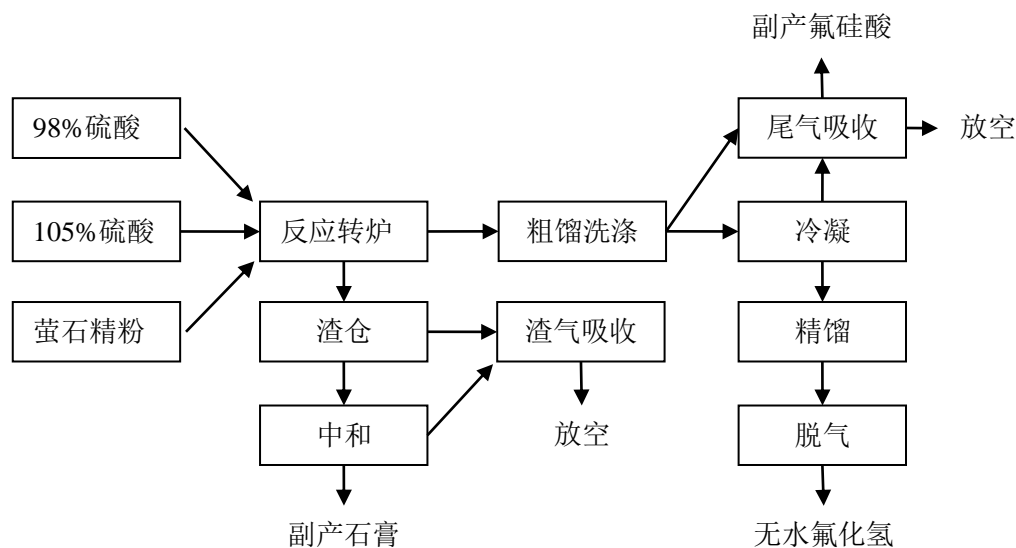 副产氟硅酸
98%硫酸
尾气吸收
放空
105%硫酸
反应转炉
粗馏洗涤
冷凝
萤石精粉
渣仓
渣气吸收
精馏
中和
放空
脱气
副产石膏
无水氟化氢